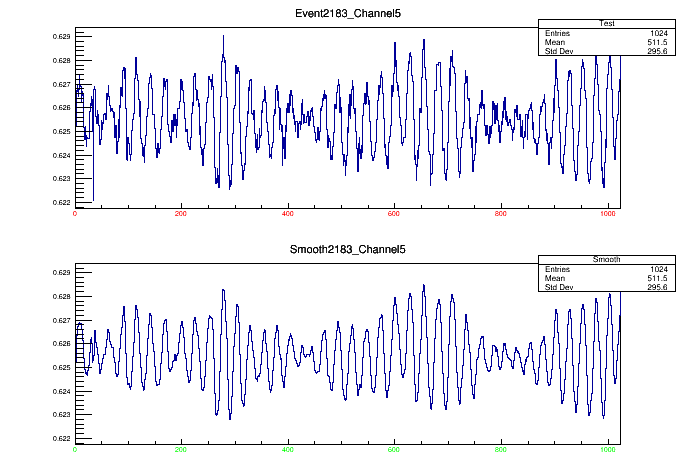 Event2183_Channel5
Test
Entries 1024
Mean 511.5
Std Dev 295.6
0.629
0.628
0.627
0.626
0.625
0.624
0.623
0.622
0 200 400 600 800 1000
Smooth2183_Channel5
Smooth
Entries 1024
Mean 511.5
Std Dev 295.6
0.629
0.628
0.627
0.626
0.625
0.624
0.623
0.622
0 200 400 600 800 1000